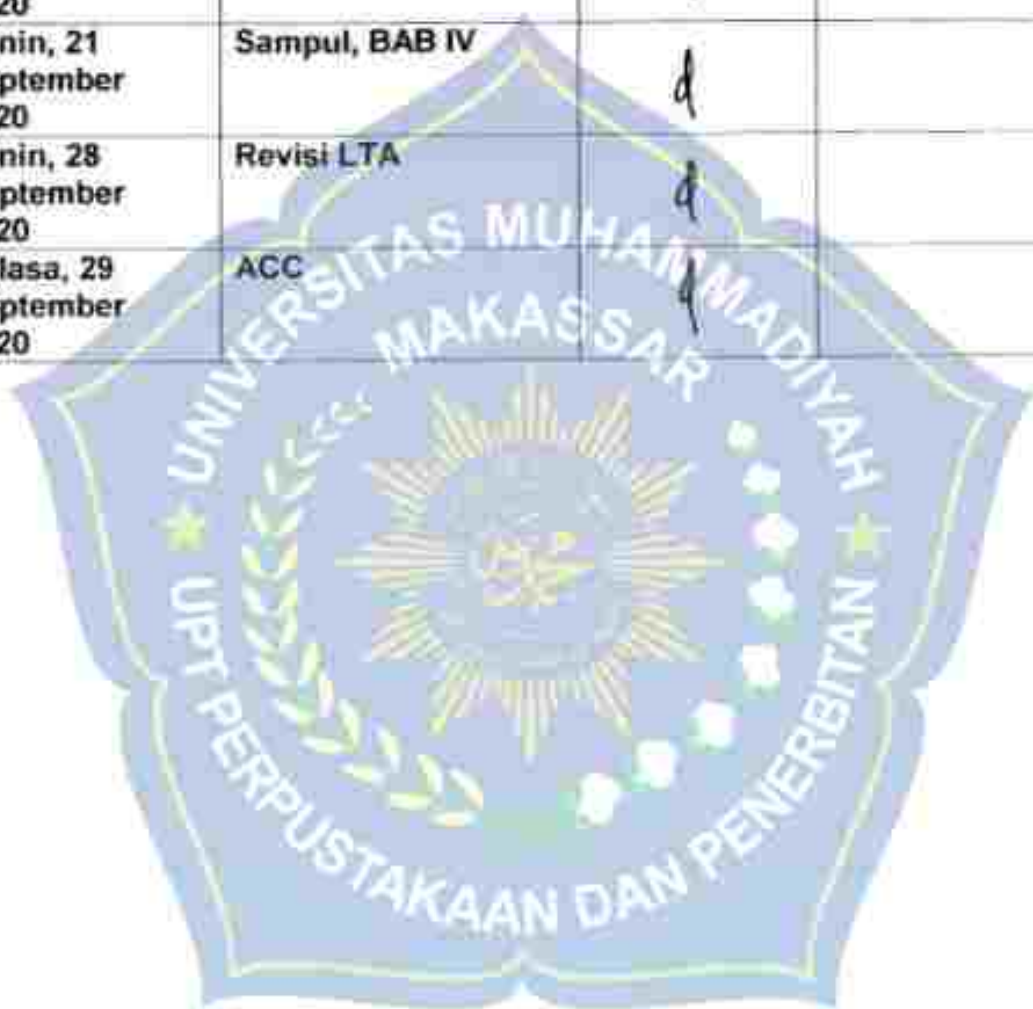 20
nin, 21 Sampul, BAB IV
ptember
20
nin, 28 Revisi LTA
ptember
20
lasa, 29 ACC
ptember
20
UNIVERSITAS MUHAMMADIYAH
MAKASSAR
UPT PERPUSTAKAAN DAN PENERBITAN